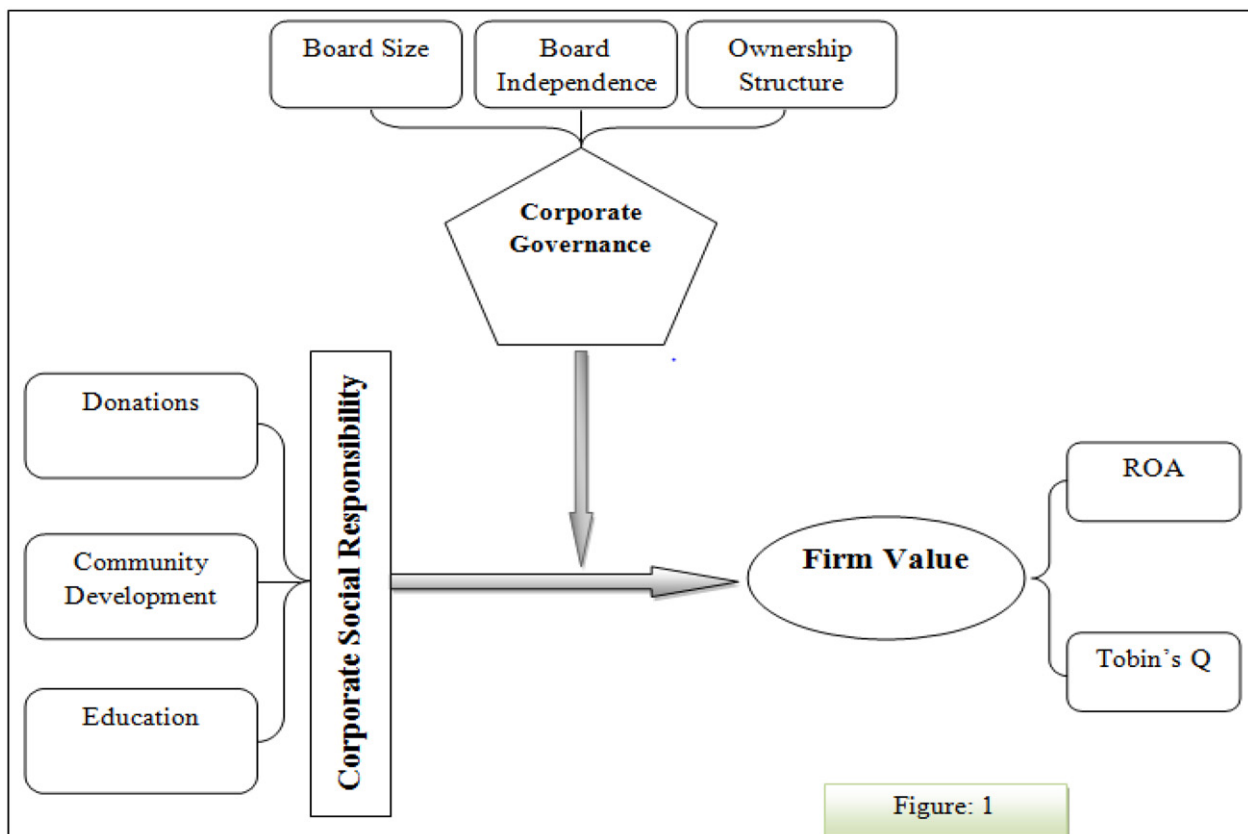 Board Size
Board
Independence
Ownership
Structure
Corporate
Governance
Donations
Community
Development
Education
Corporate Social Responsibility
Firm Value
ROA
Tobin’s Q
Figure: 1